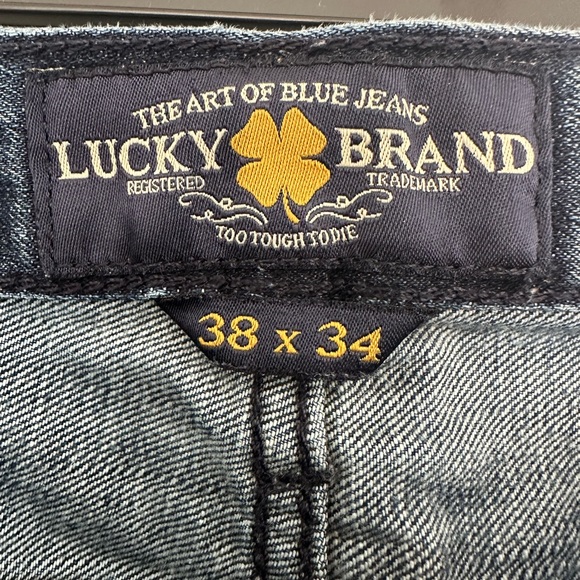 THE ART OF BLUE JEANS
LUCKY BRAND
REGISTERED TRADEMARK
TOO TOUGH TO DIE
38 x 34